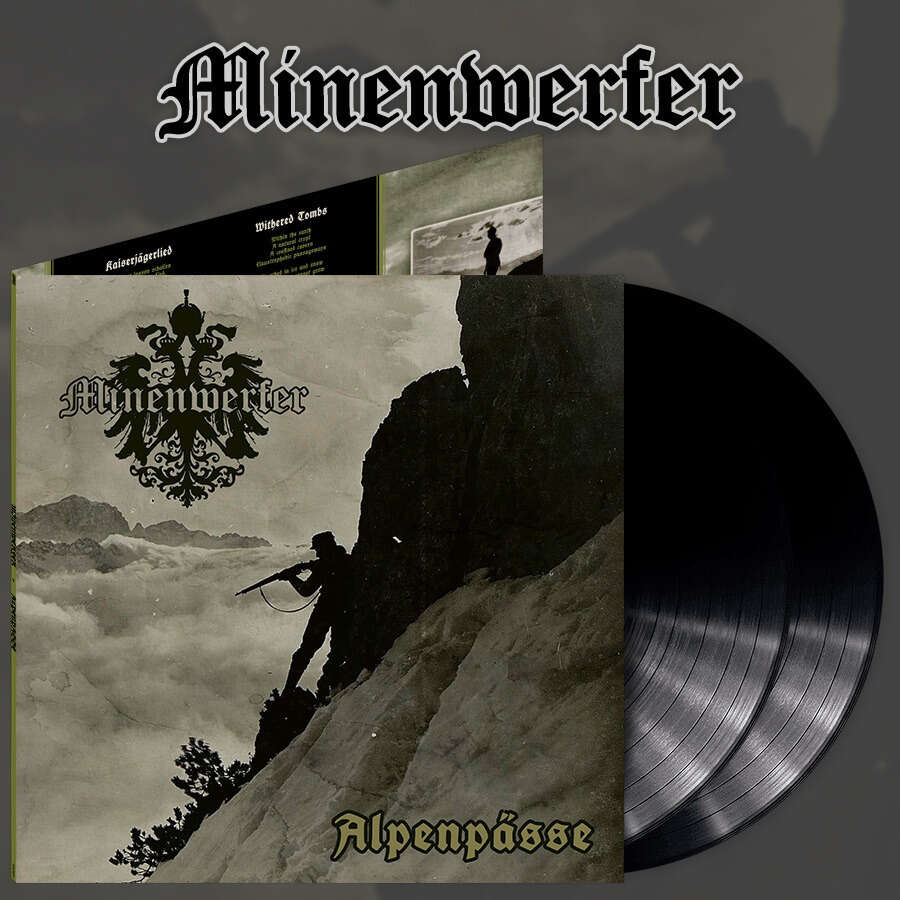 Minenwerfer
Withered Tombs
Within the earth
A natural crypt
Kaiserjägerlied
Minenwerfer
Alpenpässe